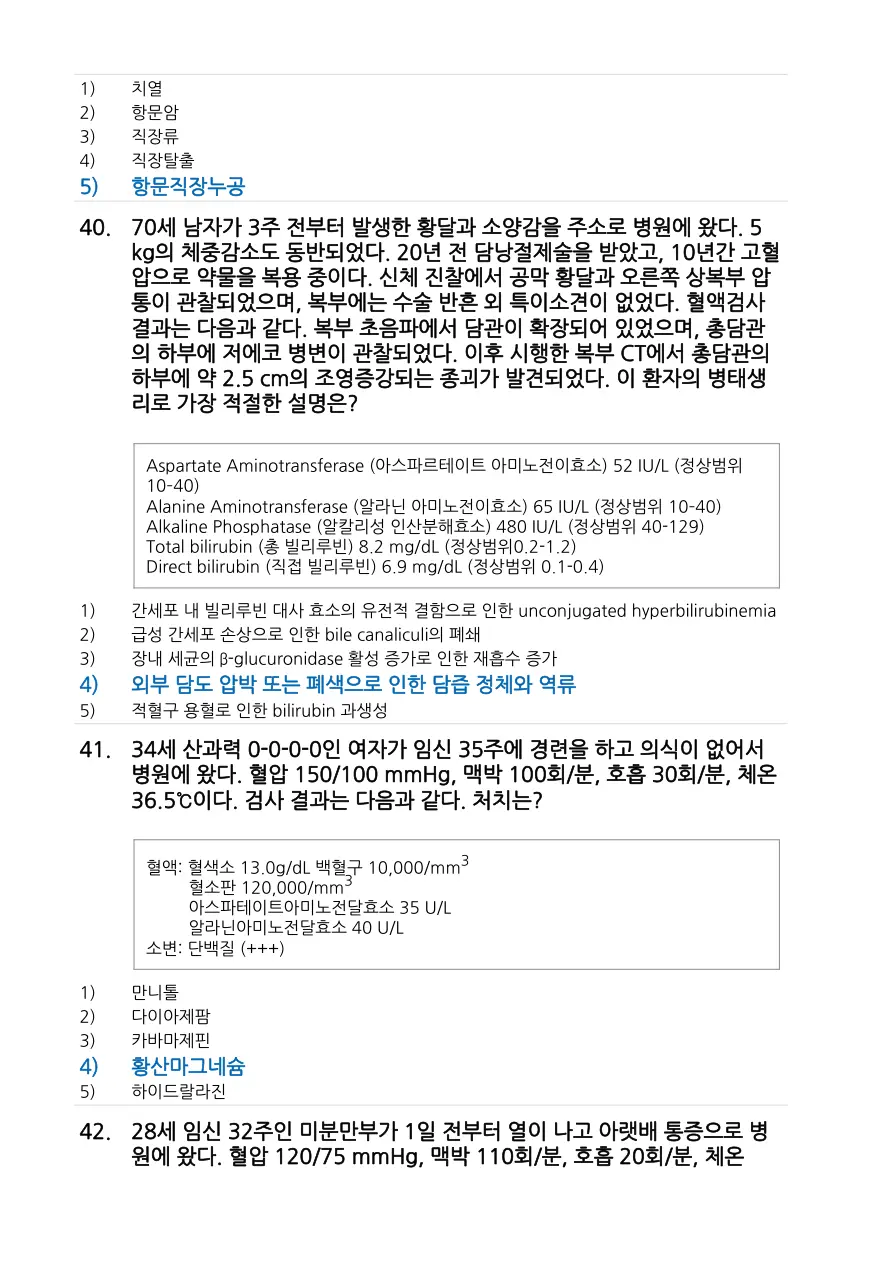 1) 치열
2) 항문암
3) 직장류
4) 직장탈출
5) 항문직장누공
40. 70세 남자가 3주 전부터 발생한 황달과 소양감을 주소로 병원에 왔다. 5
kg의 체중감소도 동반되었다. 20년 전 담낭절제술을 받았고, 10년간 고혈
압으로 약물을 복용 중이다. 신체 진찰에서 공막 황달과 오른쪽 상복부 압
통이 관찰되었으며, 복부에는 수술 반흔 외 특이소견이 없었다. 혈액검사
결과는 다음과 같다. 복부 초음파에서 담관이 확장되어 있었으며, 총담관
의 하부에 저에코 병변이 관찰되었다. 이후 시행한 복부 CT에서 총담관의
하부에 약 2.5 cm의 조영증강되는 종괴가 발견되었다. 이 환자의 병태생
리로 가장 적절한 설명은?
Aspartate Aminotransferase (아스파르테이트 아미노전이효소) 52 IU/L (정상범위
10-40)
Alanine Aminotransferase (알라닌 아미노전이효소) 65 IU/L (정상범위 10-40)
Alkaline Phosphatase (알칼리성 인산분해효소) 480 IU/L (정상범위 40-129)
Total bilirubin (총 빌리루빈) 8.2 mg/dL (정상범위0.2-1.2)
Direct bilirubin (직접 빌리루빈) 6.9 mg/dL (정상범위 0.1-0.4)
1) 간세포 내 빌리루빈 대사 효소의 유전적 결함으로 인한 unconjugated hyperbilirubinemia
2) 급성 간세포 손상으로 인한 bile canaliculi의 폐쇄
3) 장내 세균의 β-glucuronidase 활성 증가로 인한 재흡수 증가
4) 외부 담도 압박 또는 폐색으로 인한 담즙 정체와 역류
5) 적혈구 용혈로 인한 bilirubin 과생성
41. 34세 산과력 0-0-0-0인 여자가 임신 35주에 경련을 하고 의식이 없어서
병원에 왔다. 혈압 150/100 mmHg, 맥박 100회/분, 호흡 30회/분, 체온
36.5℃이다. 검사 결과는 다음과 같다. 처치는?
혈액: 혈색소 13.0g/dL 백혈구 10,000/mm³
혈소판 120,000/mm³
아스파테이트아미노전달효소 35 U/L
알라닌아미노전달효소 40 U/L
소변: 단백질 (+++)
1) 만니톨
2) 다이아제팜
3) 카바마제핀
4) 황산마그네슘
5) 하이드랄라진
42. 28세 임신 32주인 미분만부가 1일 전부터 열이 나고 아랫배 통증으로 병
원에 왔다. 혈압 120/75 mmHg, 맥박 110회/분, 호흡 20회/분, 체온